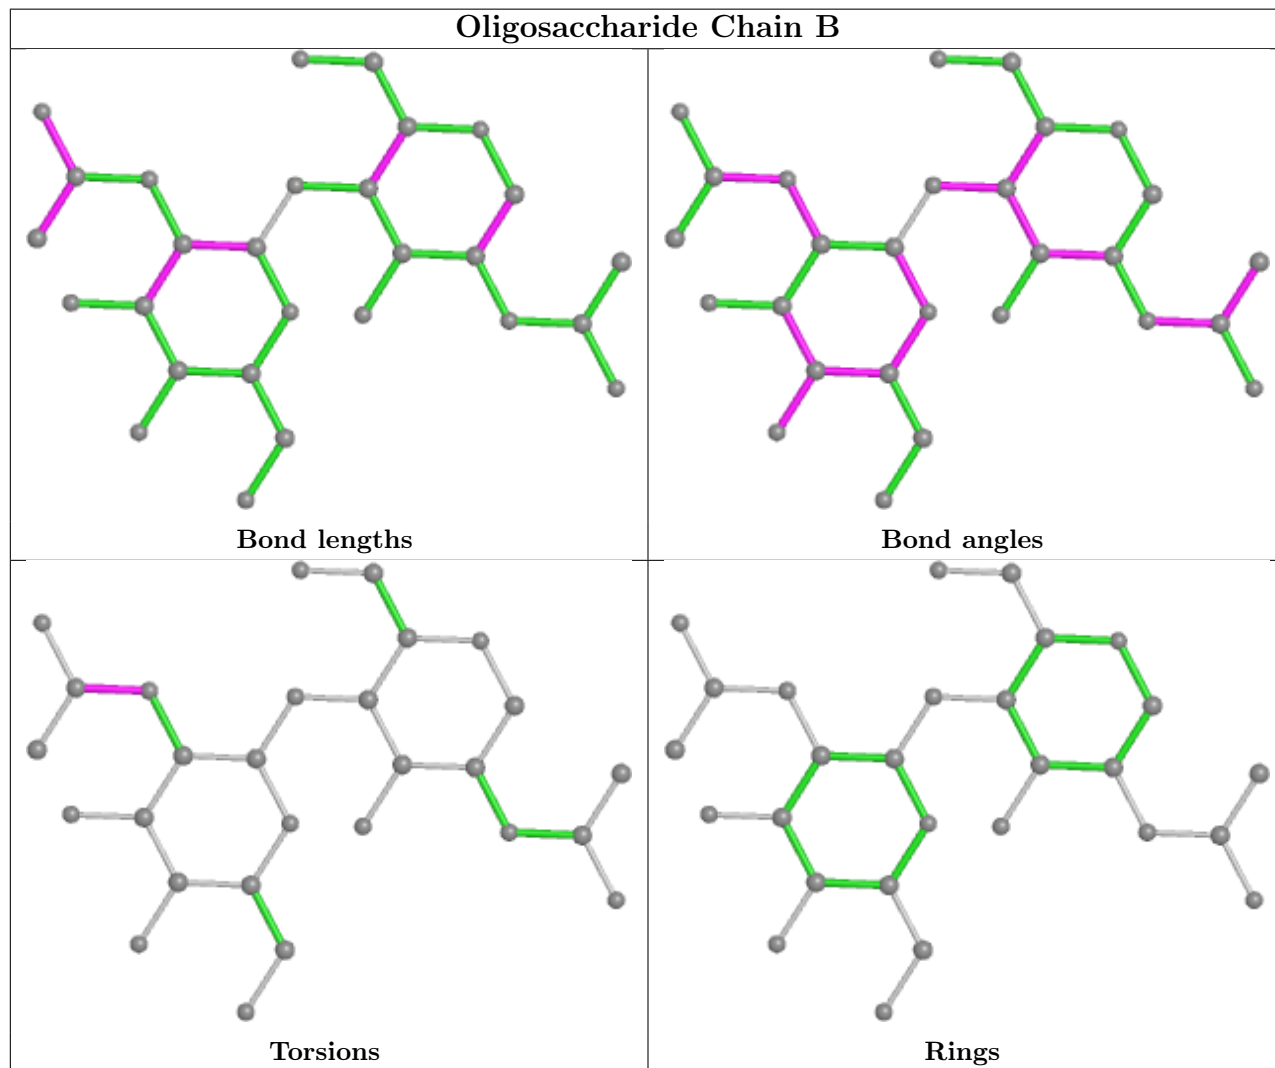 Oligosaccharide Chain B
Bond lengths
Bond angles
Torsions
Rings